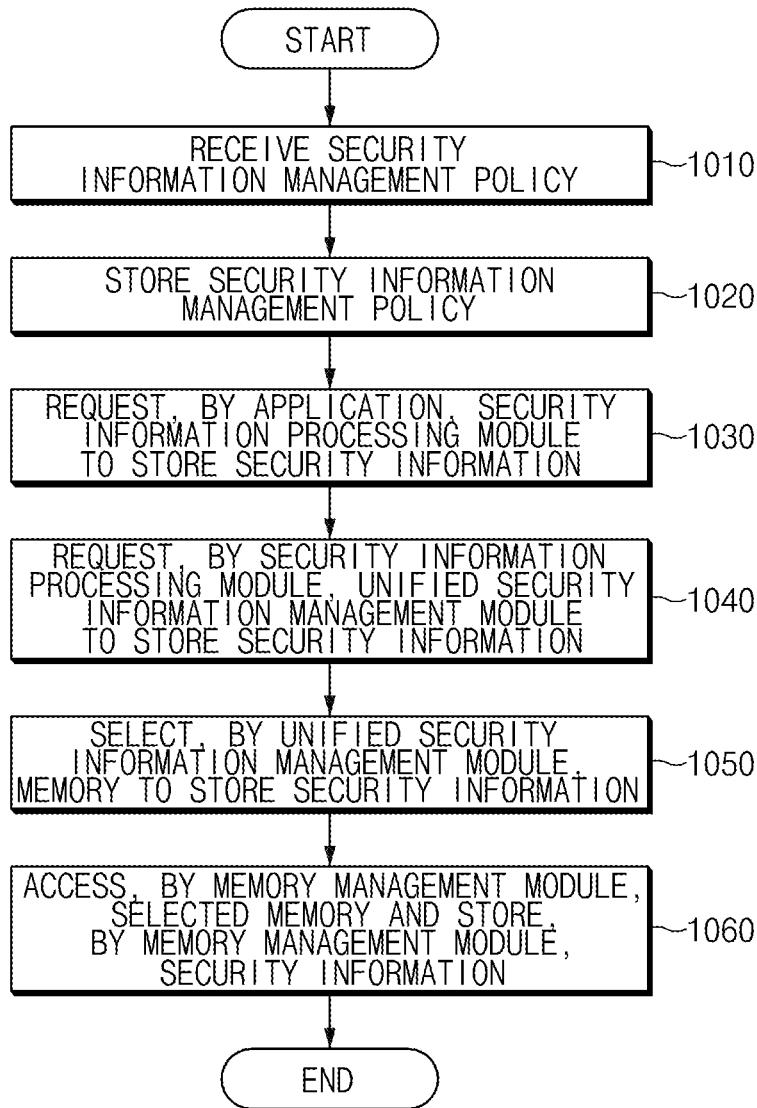 START
RECEIVE SECURITY
INFORMATION MANAGEMENT POLICY
1010
STORE SECURITY INFORMATION
MANAGEMENT POLICY
1020
REQUEST, BY APPLICATION, SECURITY
INFORMATION PROCESSING MODULE
TO STORE SECURITY INFORMATION
1030
REQUEST, BY SECURITY INFORMATION
PROCESSING MODULE, UNIFIED SECURITY
INFORMATION MANAGEMENT MODULE
TO STORE SECURITY INFORMATION
1040
SELECT, BY UNIFIED SECURITY
INFORMATION MANAGEMENT MODULE,
MEMORY TO STORE SECURITY INFORMATION
1050
ACCESS, BY MEMORY MANAGEMENT MODULE,
SELECTED MEMORY AND STORE,
BY MEMORY MANAGEMENT MODULE,
SECURITY INFORMATION
1060
END